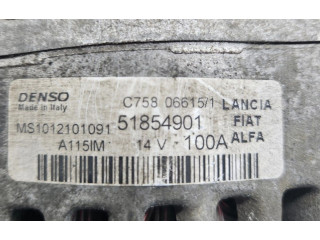 DENSO C758 06615/1 LANCIA
Made in Italy 51854901 FIAT
MS1012101091 ALFA
A115IM 14 V 100A